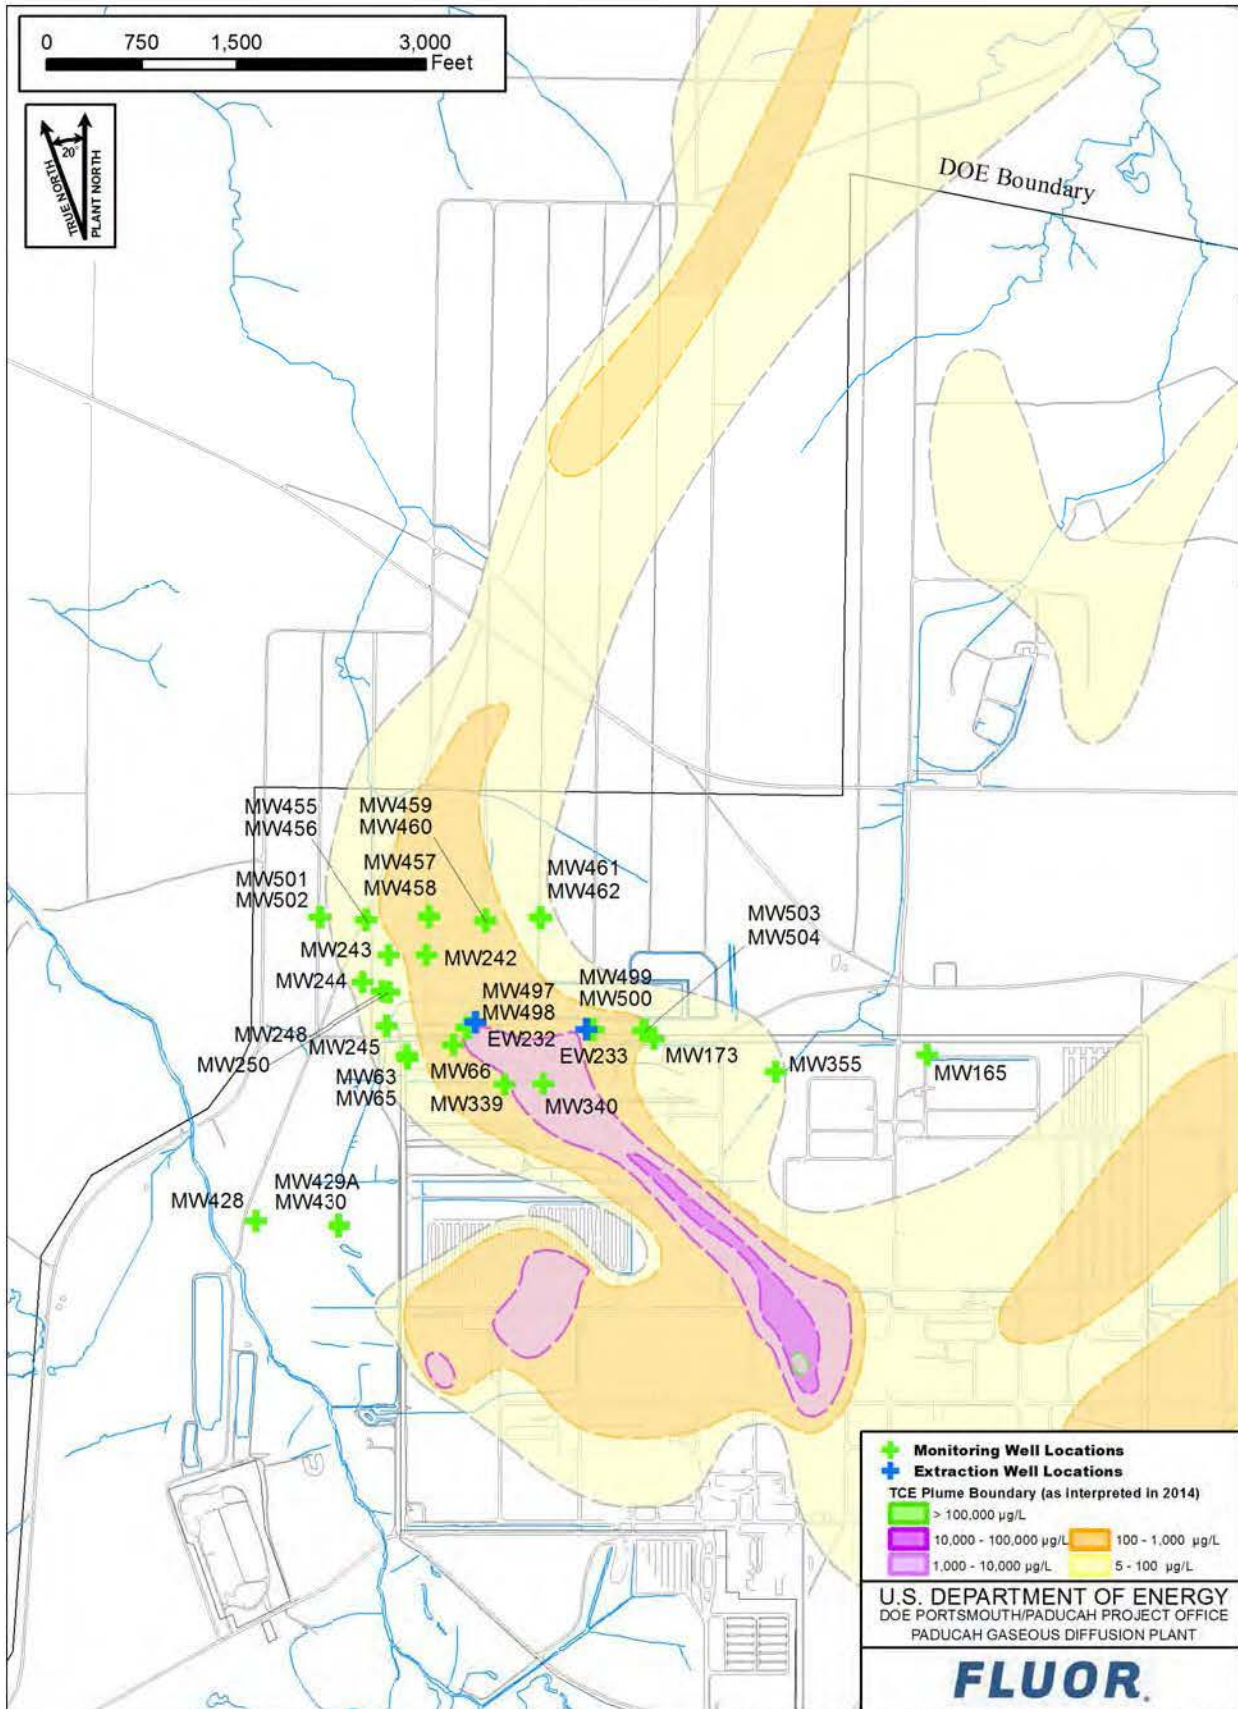 0 750 1,500 3,000
Feet
20°
TRUE NORTH
PLANT NORTH
DOE Boundary
MW455
MW456
MW459
MW460
MW457
MW458
MW461
MW462
MW501
MW502
MW503
MW504
MW243
MW242
MW244
MW499
MW500
MW497
MW498
MW248
MW245
EW232
EW233
MW173
MW250
MW63
MW65
MW66
MW339
MW340
MW355
MW165
MW428
MW429A
MW430
Monitoring Well Locations
Extraction Well Locations
TCE Plume Boundary (as interpreted in 2014)
> 100,000 µg/L
10,000 - 100,000 µg/L
100 - 1,000 µg/L
1,000 - 10,000 µg/L
5 - 100 µg/L
U.S. DEPARTMENT OF ENERGY
DOE PORTSMOUTH/PADUCAH PROJECT OFFICE
PADUCAH GASEOUS DIFFUSION PLANT
FLUOR®